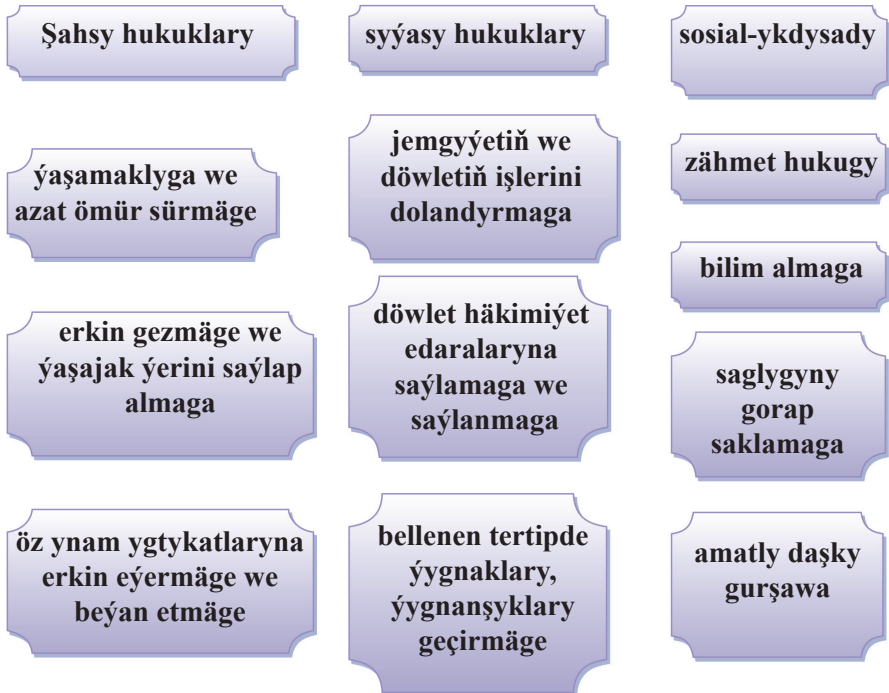 Şahsy hukuklary
ýaşamaklyga we
azat ömür sürmäge
erkin gezmäge we
ýaşajak ýerini saýlap
almaga
öz ynam ygtykatlaryna
erkin eýermäge we
beýan etmäge
syýasy hukuklary
jemgyýetiň we
döwletiň işlerini
dolandyrmaga
döwlet häkimiýet
edaralaryna
saýlamaga we
saýlanmaga
bellenen tertipde
ýygnaklary,
ýygnanşyklary
geçirmäge
sosial-ykdysady
zähmet hukugy
bilim almaga
saglygyny
gorap
saklamaga
amatly daşky
gurşawa